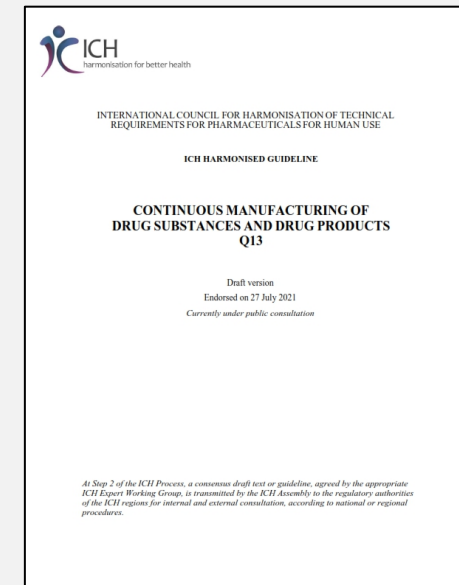 ICH
harmonisation for better health
INTERNATIONAL COUNCIL FOR HARMONISATION OF TECHNICAL
REQUIREMENTS FOR PHARMACEUTICALS FOR HUMAN USE
ICH HARMONISED GUIDELINE
CONTINUOUS MANUFACTURING OF
DRUG SUBSTANCES AND DRUG PRODUCTS
Q13
Draft version
Endorsed on 27 July 2021
Currently under public consultation
At Step 2 of the ICH Process, a consensus draft text or guideline, agreed by the appropriate
ICH Expert Working Group, is transmitted by the ICH Assembly to the regulatory authorities
of the ICH regions for internal and external consultation, according to national or regional
procedures.